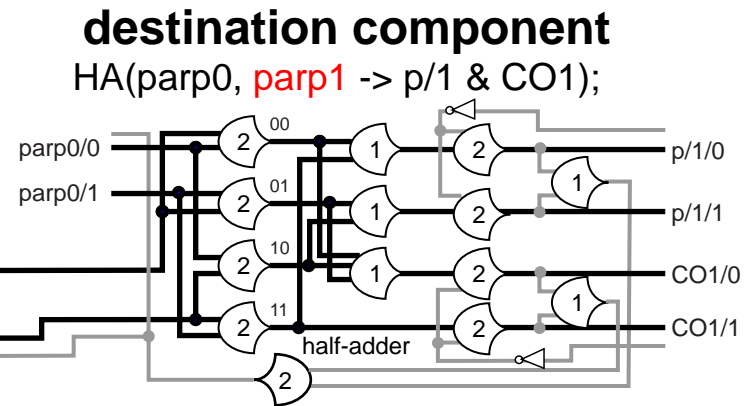 destination component
HA(parp0, parp1 -> p/1 & CO1);
00
parp0/0
2
1
2
p/1/0
1
parp0/1
01
2
1
2
p/1/1
10
2
1
2
CO1/0
1
11
2
half-adder
2
CO1/1
2